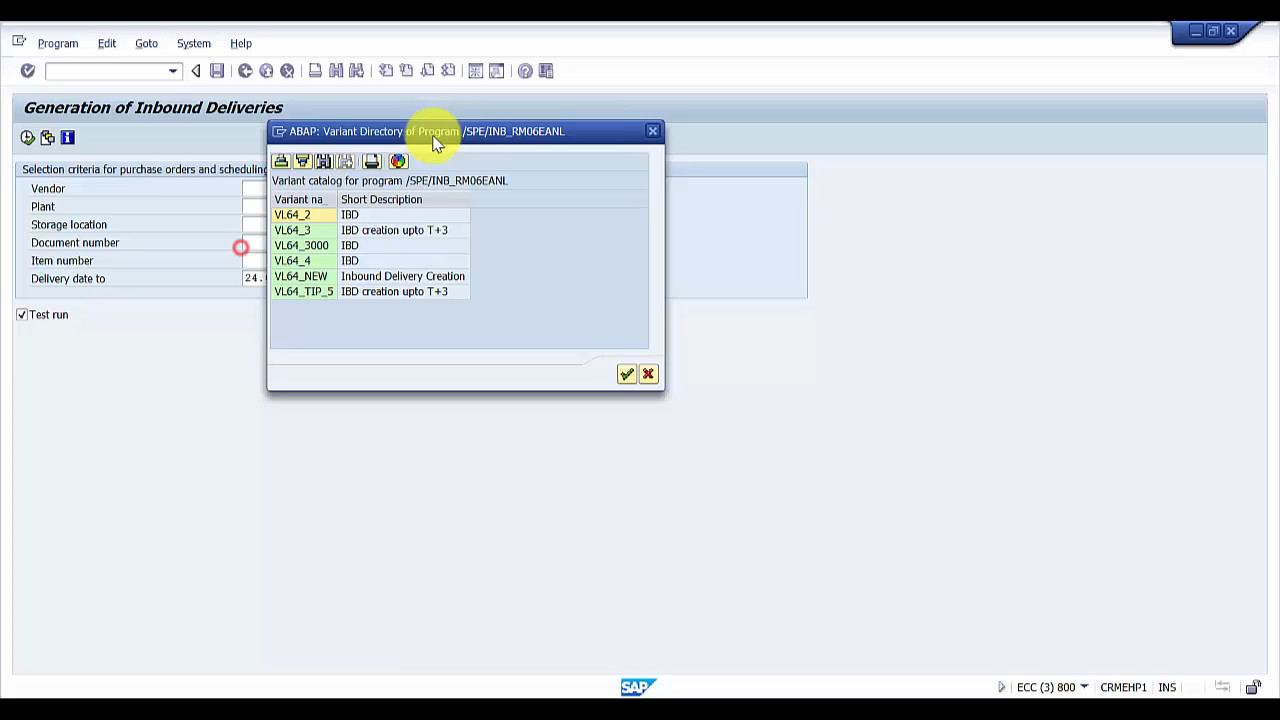 Program Edit Goto System Help
Generation of Inbound Deliveries
ABAP: Variant Directory of Program /SPE/INB_RM06EANL
Variant catalog for program /SPE/INB_RM06EANL
Variant na_ Short Description
VL64_2 IBD
VL64_3 IBD creation upto T+3
VL64_3000 IBD
VL64_4 IBD
VL64_NEW Inbound Delivery Creation
VL64_TIP_5 IBD creation upto T+3
Selection criteria for purchase orders and scheduling
Vendor
Plant
Storage location
Document number
Item number
Delivery date to 24.
Test run
SAP
ECC (3) 800 CRMEHP1 INS